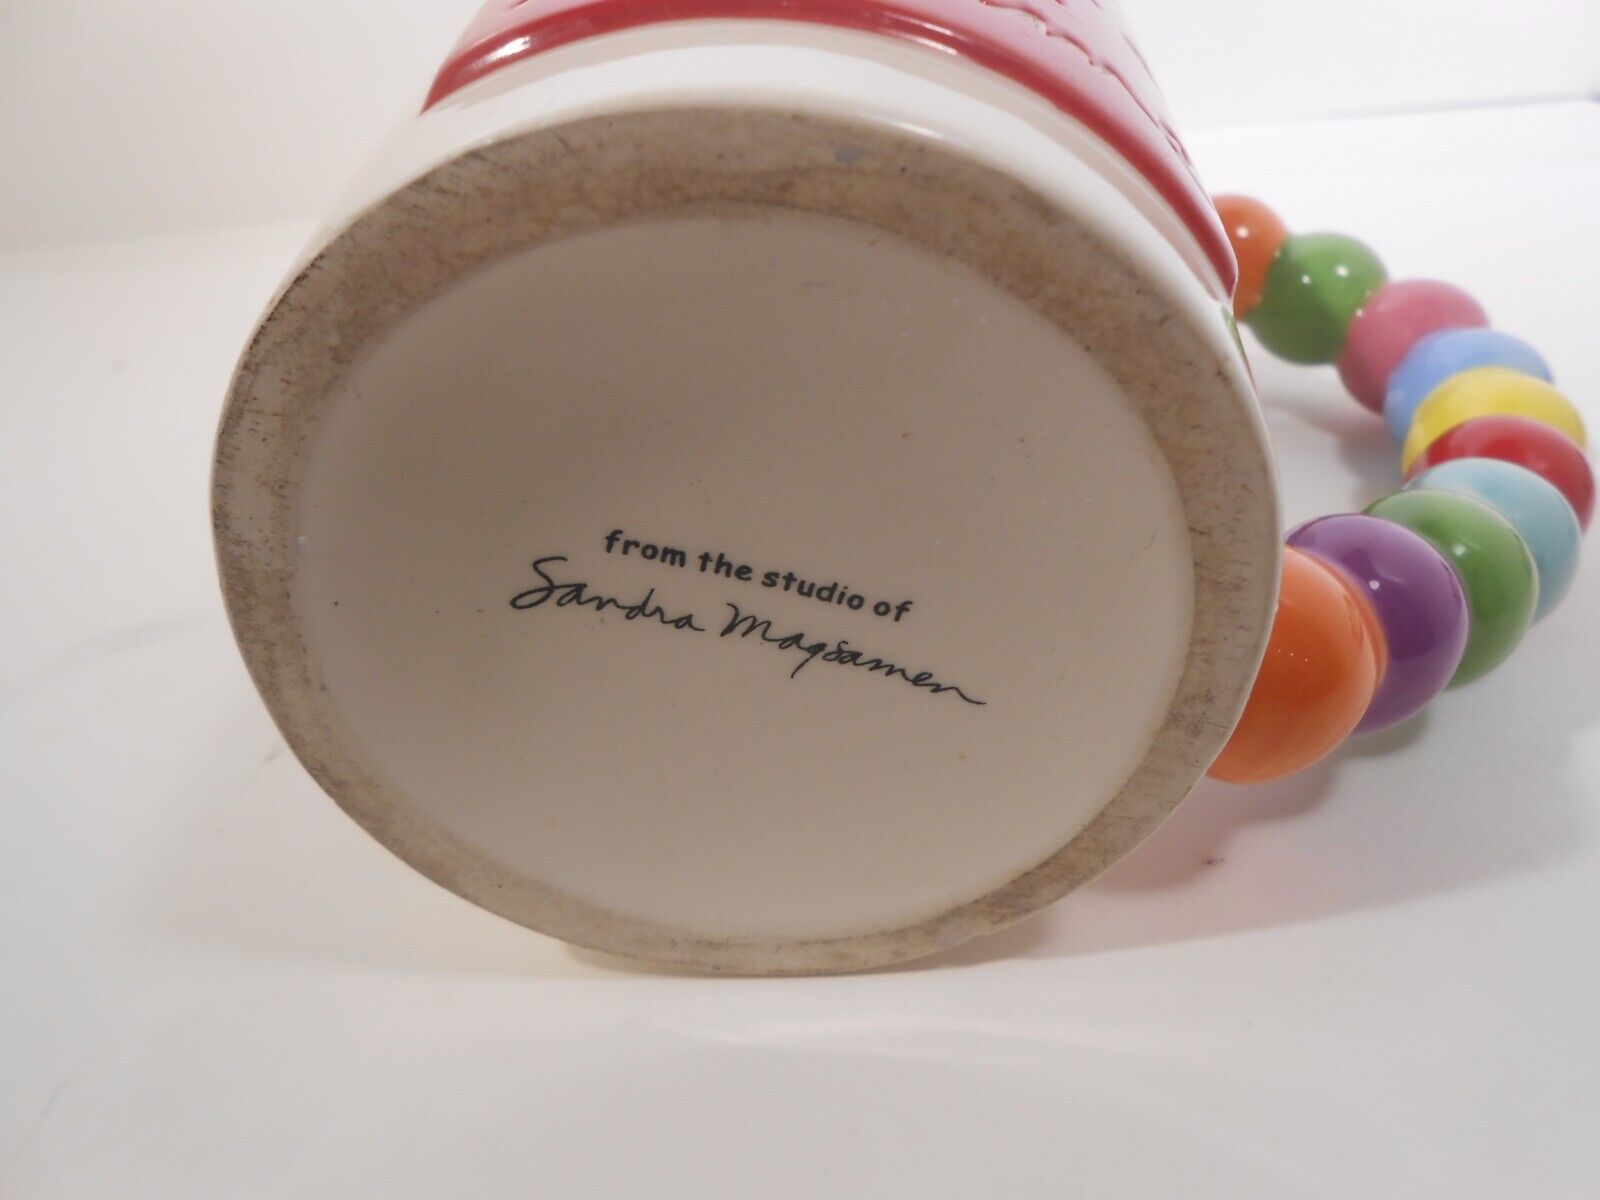 from the studio of
Sandra Magsamen